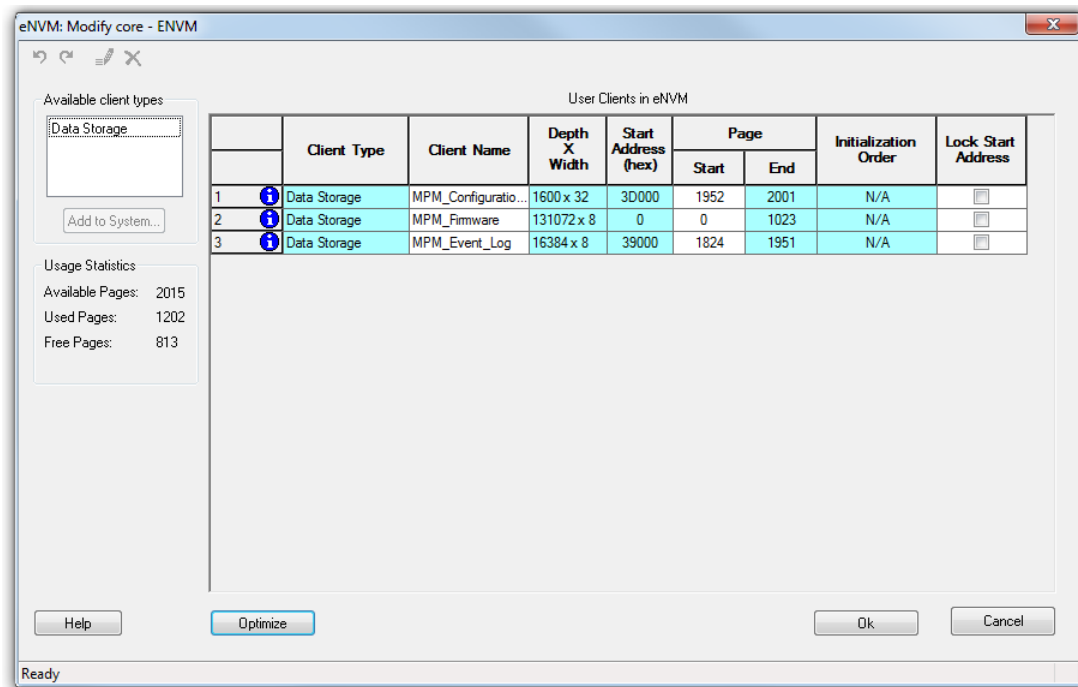 eNVM: Modify core - ENVM
Available client types
Data Storage
Add to System...
Usage Statistics
Available Pages: 2015
Used Pages: 1202
Free Pages: 813
User Clients in eNVM
Client Type Client Name Depth X Width Start Address (hex) Page Start End Initialization Order Lock Start Address
1 Data Storage MPM_Configuratio... 1600 x 32 3D000 1952 2001 N/A
2 Data Storage MPM_Firmware 131072 x 8 0 0 1023 N/A
3 Data Storage MPM_Event_Log 16384 x 8 39000 1824 1951 N/A
Help Optimize Ok Cancel
Ready